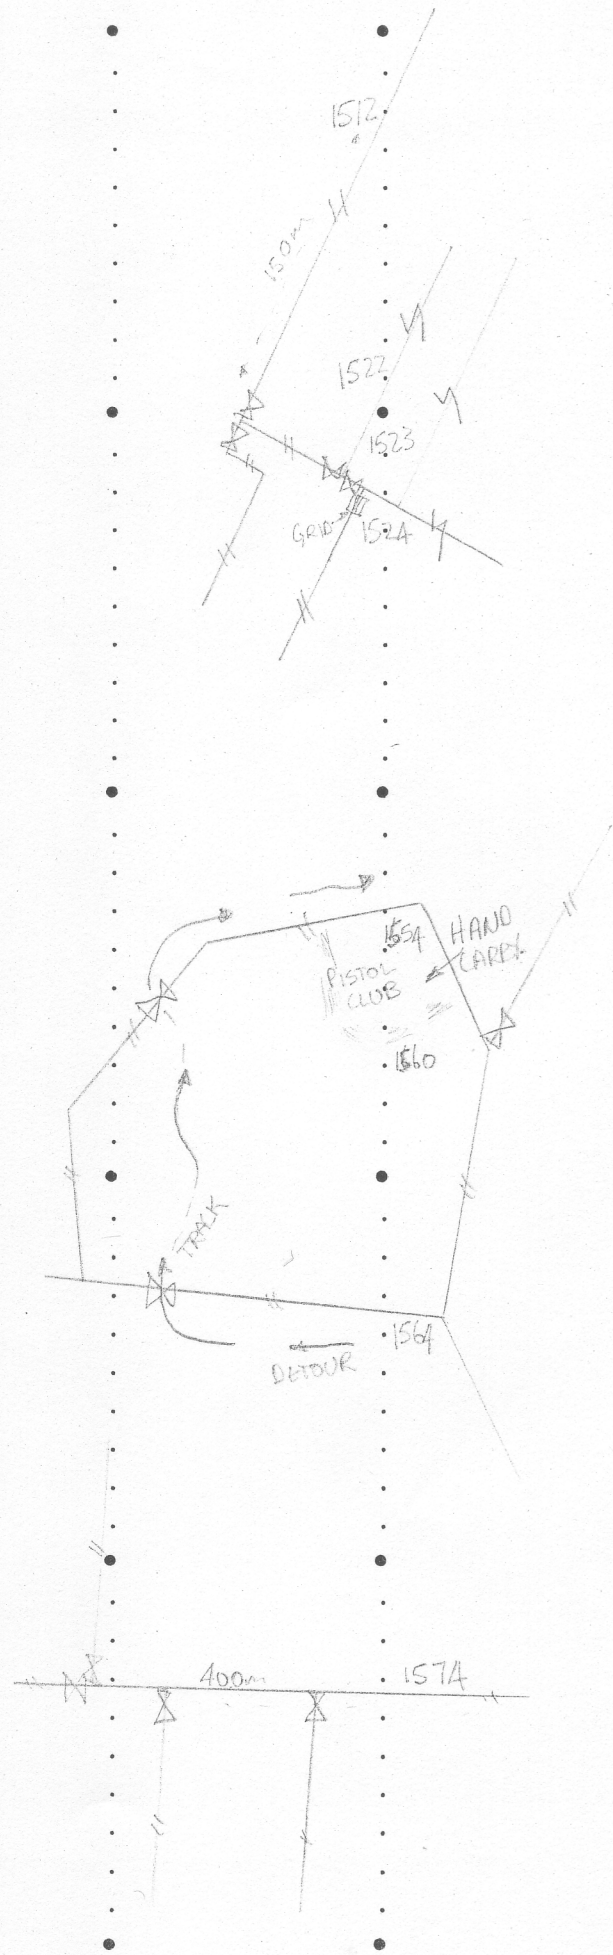 1512
150m
1522
1523
GRID
1524
1554
HAND
CARRY
PISTOL
CLUB
1560
TRACK
1564
DETOUR
400m
1574